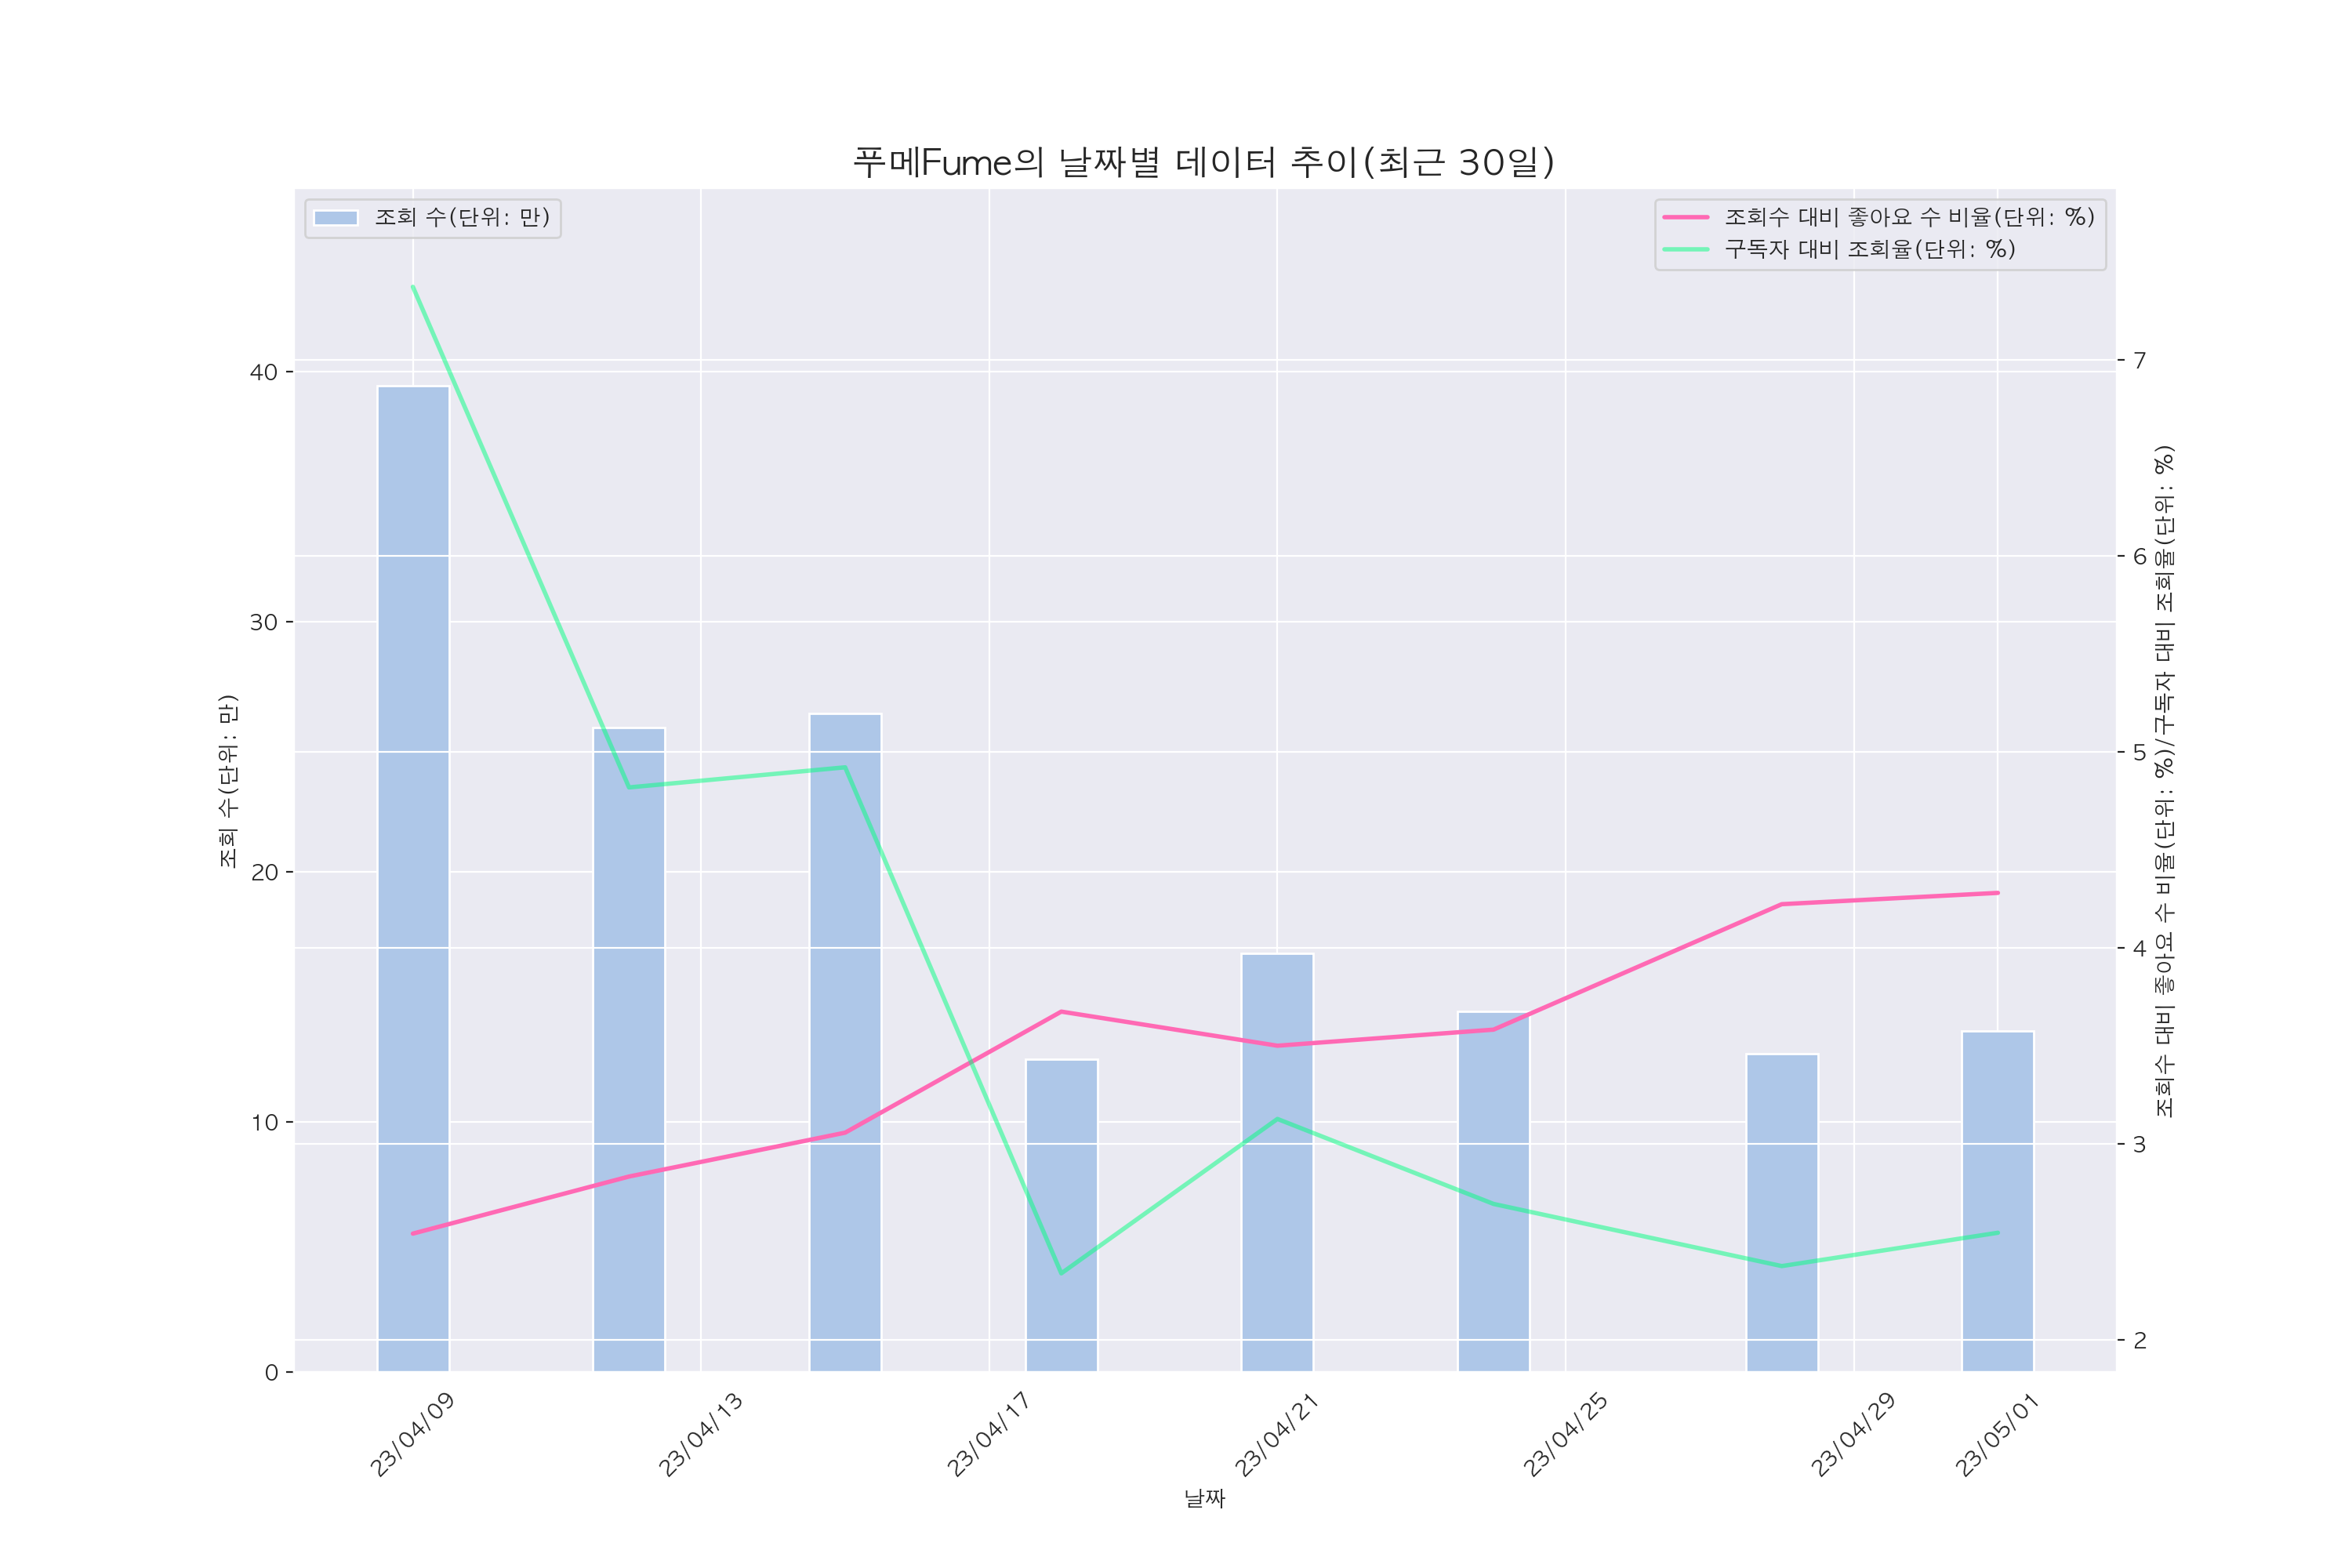 푸메Fume의 날짜별 데이터 추이(최근 30일)
조회 수(단위: 만)
조회수 대비 좋아요 수 비율(단위: %)
구독자 대비 조회율(단위: %)
조회 수(단위: 만)
40
30
20
10
0
7
6
5
4
3
2
조회수 대비 좋아요 수 비율(단위: %)/구독자 대비 조회율(단위: %)
23/04/09
23/04/13
23/04/17
23/04/21
23/04/25
23/04/29
23/05/01
날짜